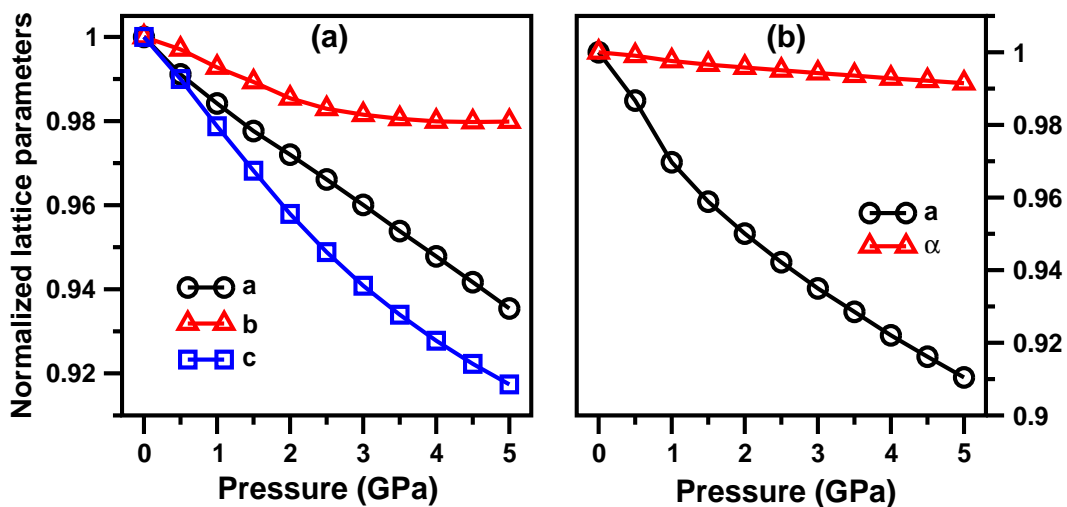 Normalized lattice parameters
(a)
1
0.98
0.96
0.94
0.92
a
b
c
0 1 2 3 4 5
Pressure (GPa)
(b)
1
0.98
0.96
0.94
0.92
0.9
a
α
0 1 2 3 4 5
Pressure (GPa)